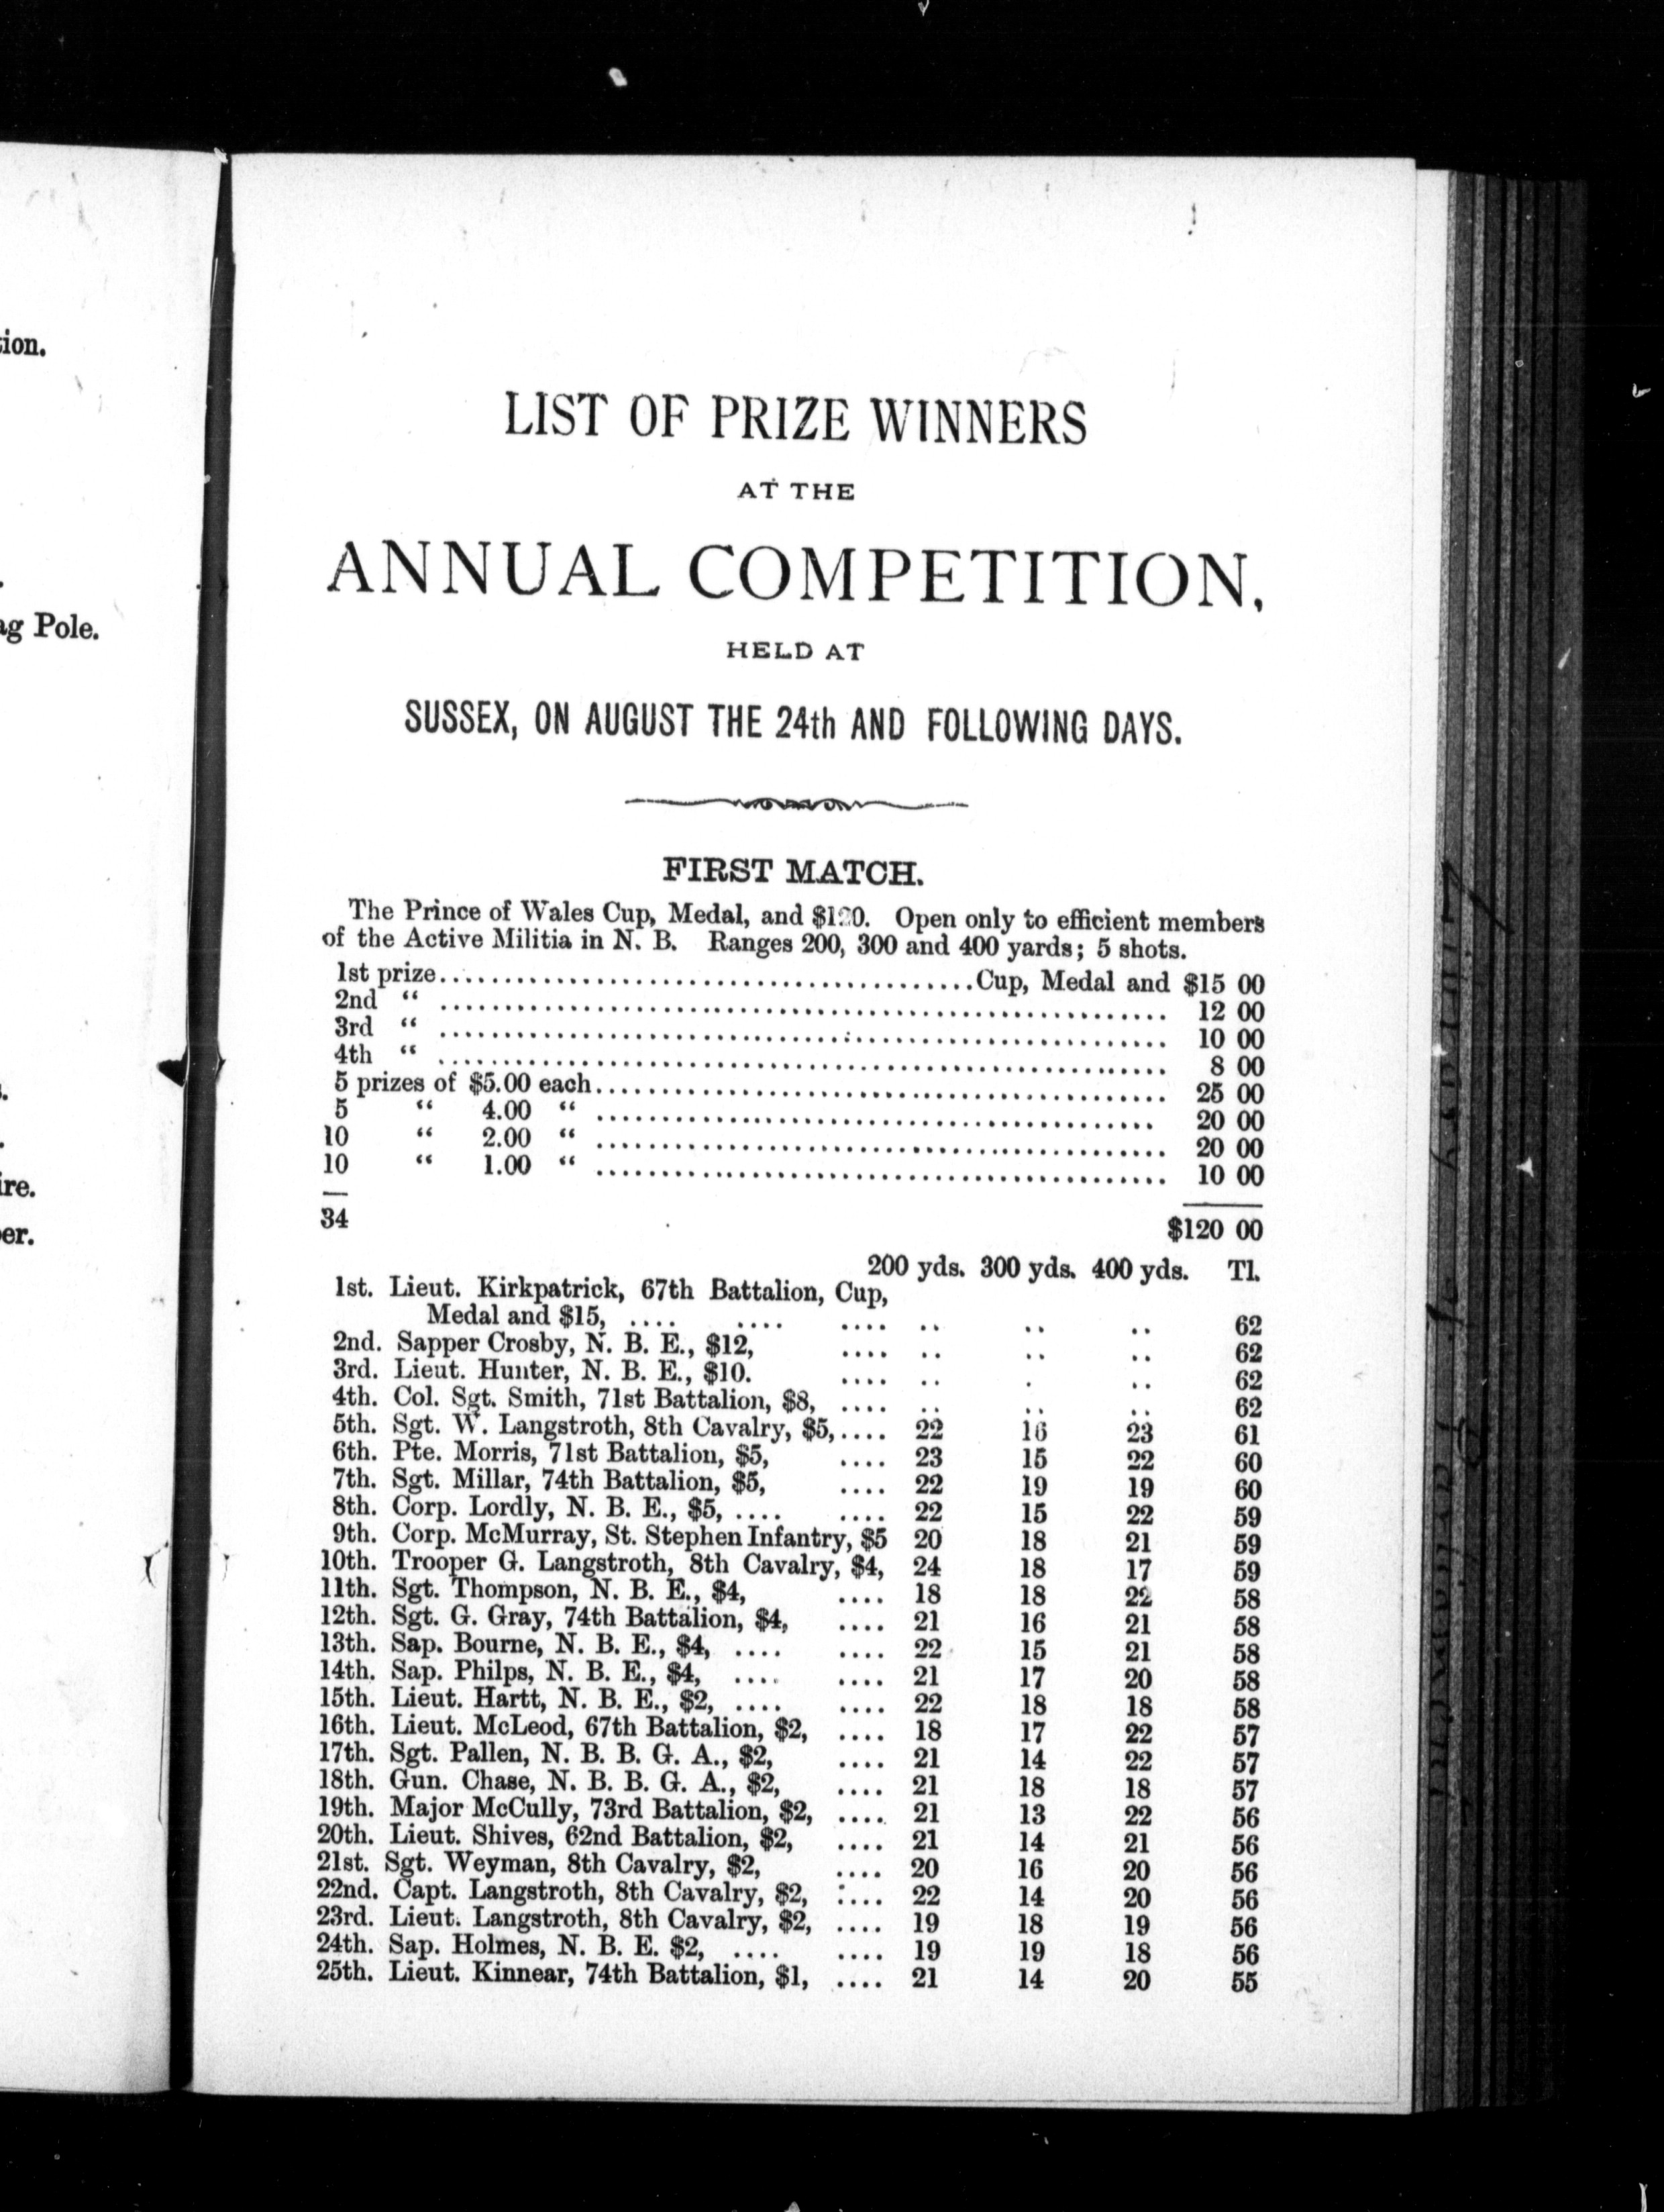 ion.
ag Pole.
ire.
er.
LIST OF PRIZE WINNERS
AT THE
ANNUAL COMPETITION,
HELD AT
SUSSEX, ON AUGUST THE 24th AND FOLLOWING DAYS.
FIRST MATCH.
The Prince of Wales Cup, Medal, and $120. Open only to efficient members
of the Active Militia in N. B. Ranges 200, 300 and 400 yards; 5 shots.
1st prize........................................Cup, Medal and $15 00
2nd “ ........................................................ 12 00
3rd “ ........................................................ 10 00
4th “ ........................................................ 8 00
5 prizes of $5.00 each............................................ 25 00
5 “ 4.00 “ ........................................... 20 00
10 “ 2.00 “ ............................................ 20 00
10 “ 1.00 “ ............................................ 10 00
34 $120 00
200 yds. 300 yds. 400 yds. Tl.
1st. Lieut. Kirkpatrick, 67th Battalion, Cup,
Medal and $15, .... .... .... .. .. .. 62
2nd. Sapper Crosby, N. B. E., $12, .... .. .. .. 62
3rd. Lieut. Hunter, N. B. E., $10. .... .. . .. 62
4th. Col. Sgt. Smith, 71st Battalion, $8, .... .. .. .. 62
5th. Sgt. W. Langstroth, 8th Cavalry, $5,.... 22 16 23 61
6th. Pte. Morris, 71st Battalion, $5, .... 23 15 22 60
7th. Sgt. Millar, 74th Battalion, $5, .... 22 19 19 60
8th. Corp. Lordly, N. B. E., $5, .... .... 22 15 22 59
9th. Corp. McMurray, St. Stephen Infantry, $5 20 18 21 59
10th. Trooper G. Langstroth, 8th Cavalry, $4, 24 18 17 59
11th. Sgt. Thompson, N. B. E., $4, .... 18 18 22 58
12th. Sgt. G. Gray, 74th Battalion, $4, .... 21 16 21 58
13th. Sap. Bourne, N. B. E., $4, .... .... 22 15 21 58
14th. Sap. Philps, N. B. E., $4, .... .... 21 17 20 58
15th. Lieut. Hartt, N. B. E., $2, .... .... 22 18 18 58
16th. Lieut. McLeod, 67th Battalion, $2, .... 18 17 22 57
17th. Sgt. Pallen, N. B. B. G. A., $2, .... 21 14 22 57
18th. Gun. Chase, N. B. B. G. A., $2, .... 21 18 18 57
19th. Major McCully, 73rd Battalion, $2, .... 21 13 22 56
20th. Lieut. Shives, 62nd Battalion, $2, .... 21 14 21 56
21st. Sgt. Weyman, 8th Cavalry, $2, .... 20 16 20 56
22nd. Capt. Langstroth, 8th Cavalry, $2, .... 22 14 20 56
23rd. Lieut. Langstroth, 8th Cavalry, $2, .... 19 18 19 56
24th. Sap. Holmes, N. B. E. $2, .... .... 19 19 18 56
25th. Lieut. Kinnear, 74th Battalion, $1, .... 21 14 20 55